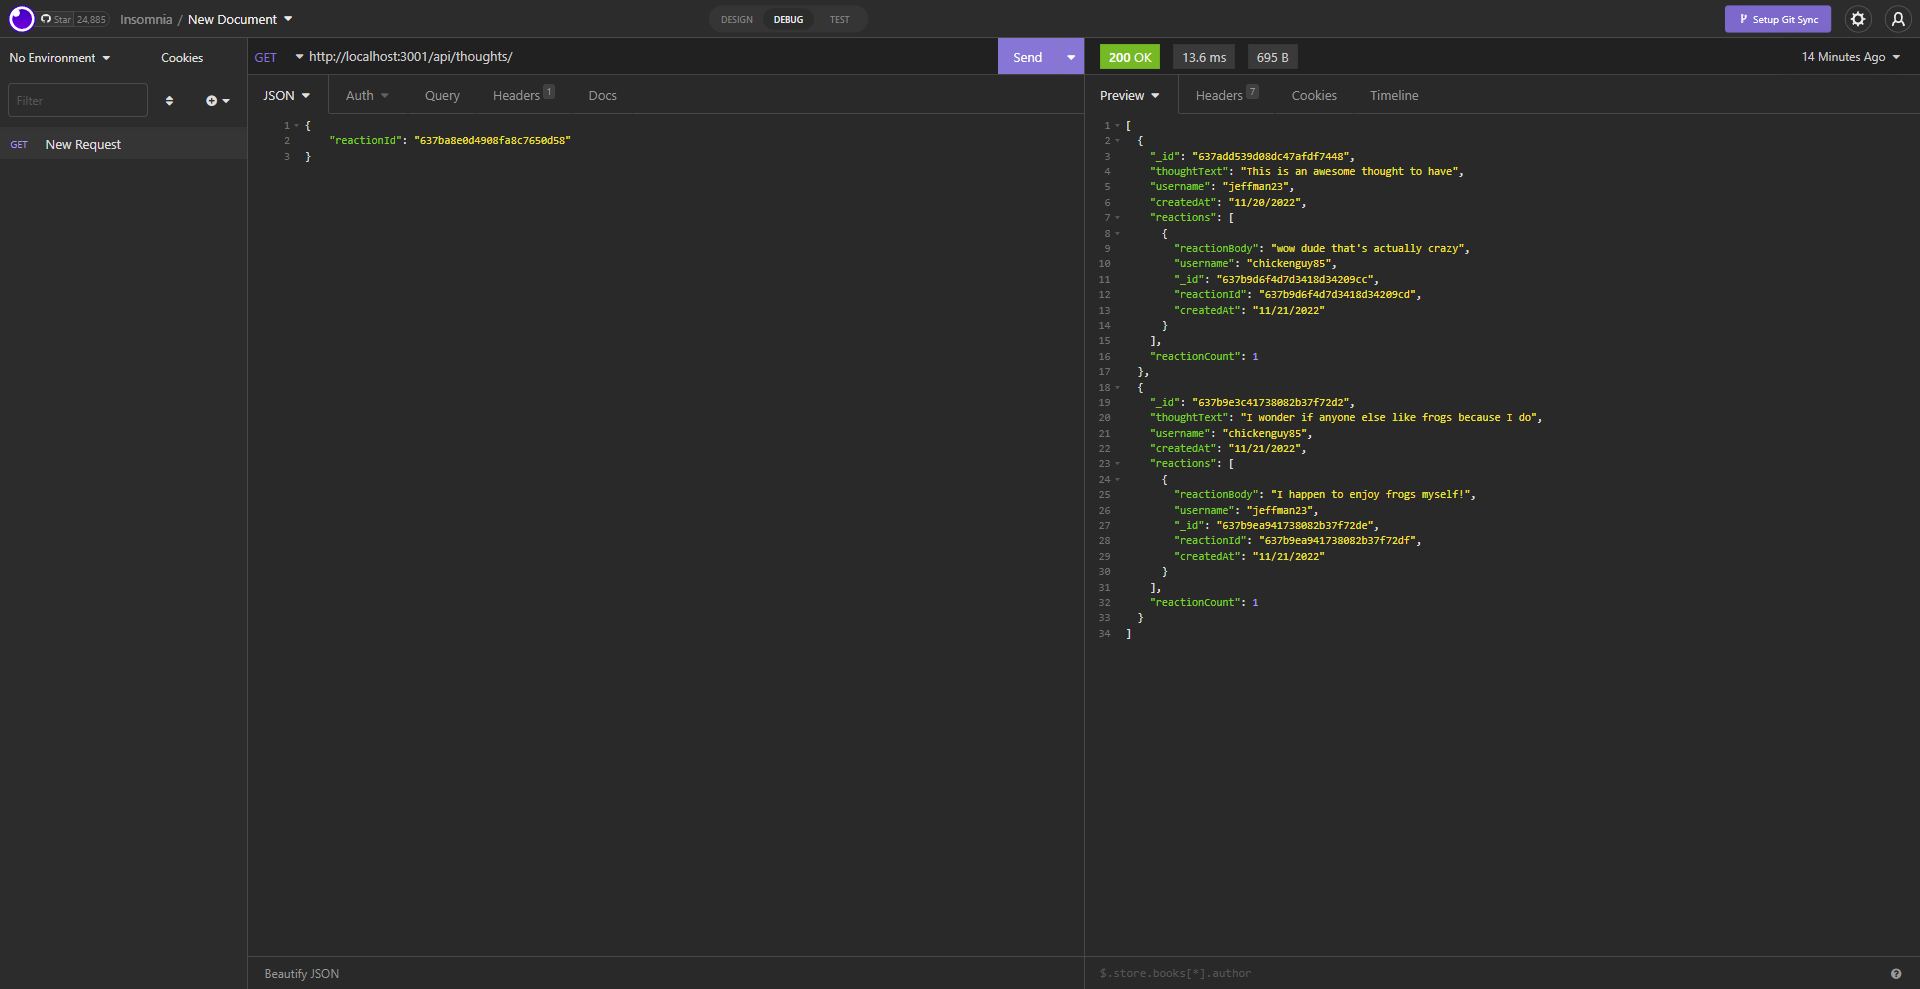 Star 24,885 Insomnia / New Document DESIGN DEBUG TEST Setup Git Sync
No Environment Cookies
GET http://localhost:3001/api/thoughts/ Send
200 OK 13.6 ms 695 B 14 Minutes Ago
Filter
GET New Request
JSON Auth Query Headers 1 Docs
1 {
2 "reactionId": "637ba8e0d4908fa8c7650d58"
3 }
Beautify JSON
Preview Headers 7 Cookies Timeline
1 [
2 {
3 "_id": "637add539d08dc47afdf7448",
4 "thoughtText": "This is an awesome thought to have",
5 "username": "jeffman23",
6 "createdAt": "11/20/2022",
7 "reactions": [
8 {
9 "reactionBody": "wow dude that's actually crazy",
10 "username": "chickenguy85",
11 "_id": "637b9d6f4d7d3418d34209cc",
12 "reactionId": "637b9d6f4d7d3418d34209cd",
13 "createdAt": "11/21/2022"
14 }
15 ],
16 "reactionCount": 1
17 },
18 {
19 "_id": "637b9e3c41738082b37f72d2",
20 "thoughtText": "I wonder if anyone else like frogs because I do",
21 "username": "chickenguy85",
22 "createdAt": "11/21/2022",
23 "reactions": [
24 {
25 "reactionBody": "I happen to enjoy frogs myself!",
26 "username": "jeffman23",
27 "_id": "637b9ea941738082b37f72de",
28 "reactionId": "637b9ea941738082b37f72df",
29 "createdAt": "11/21/2022"
30 }
31 ],
32 "reactionCount": 1
33 }
34 ]
$.store.books[*].author